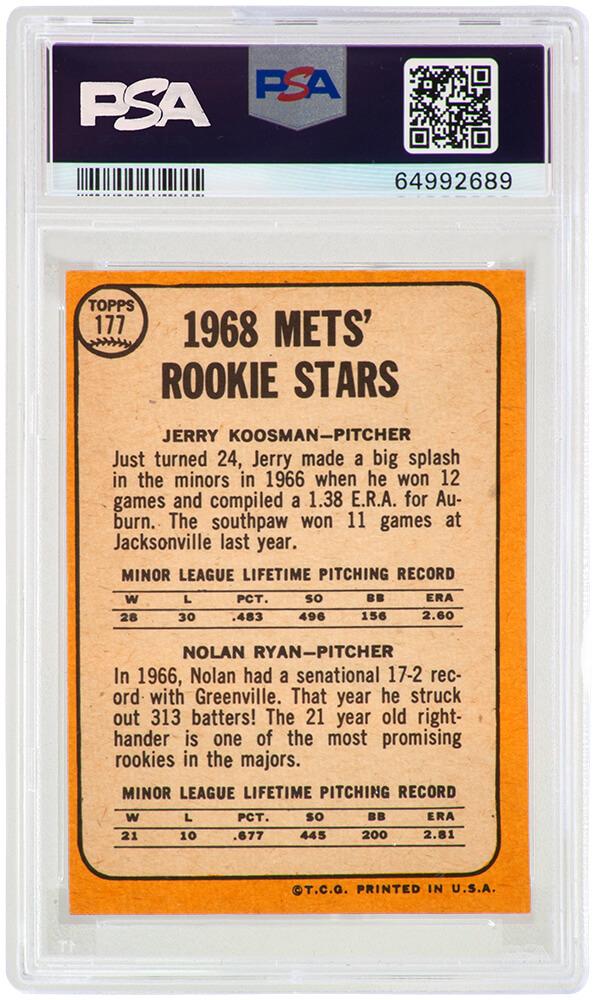 PSA
PSA
64992689
TOPPS
177
1968 METS'
ROOKIE STARS
JERRY KOOSMAN—PITCHER
Just turned 24, Jerry made a big splash
in the minors in 1966 when he won 12
games and compiled a 1.38 E.R.A. for Au-
burn. The southpaw won 11 games at
Jacksonville last year.
MINOR LEAGUE LIFETIME PITCHING RECORD
W L PCT. SO BB ERA
28 30 .483 496 156 2.60
NOLAN RYAN—PITCHER
In 1966, Nolan had a senational 17-2 rec-
ord with Greenville. That year he struck
out 313 batters! The 21 year old right-
hander is one of the most promising
rookies in the majors.
MINOR LEAGUE LIFETIME PITCHING RECORD
W L PCT. SO BB ERA
21 10 .677 445 200 2.81
©T.C.G. PRINTED IN U.S.A.